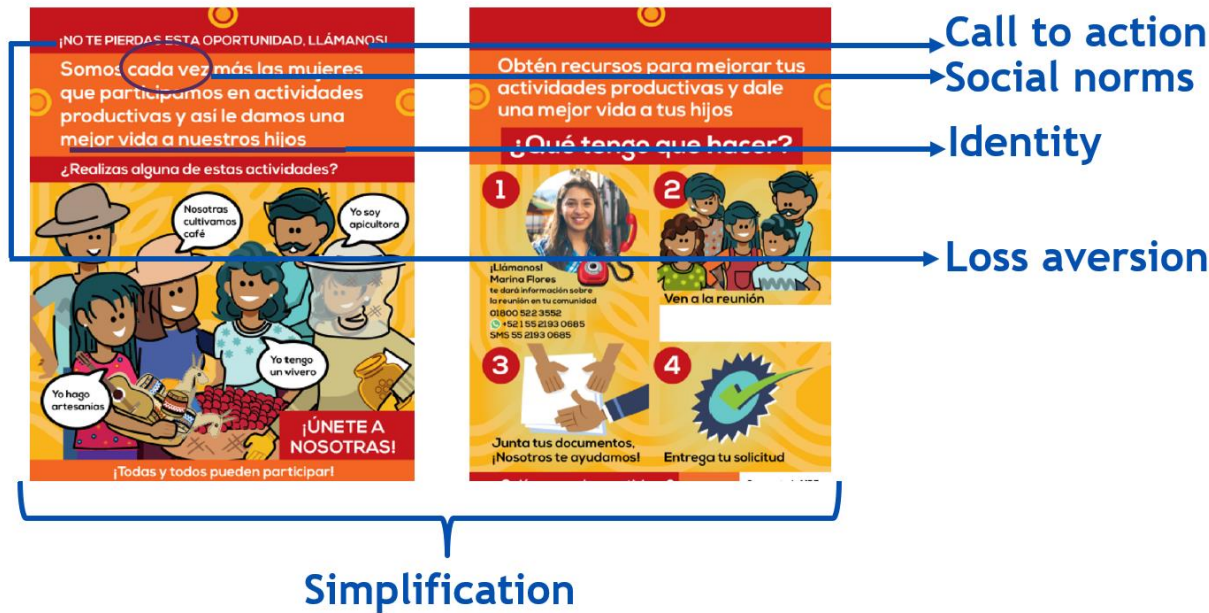 ¡NO TE PIERDAS ESTA OPORTUNIDAD, LLÁMANOS!
Somos cada vez más las mujeres
que participamos en actividades
productivas y así le damos una
mejor vida a nuestros hijos
¿Realizas alguna de estas actividades?
Nosotras
cultivamos
café
Yo soy
apicultora
Yo tengo
un vivero
Yo hago
artesanías
¡ÚNETE A
NOSOTRAS!
¡Todas y todos pueden participar!
Obtén recursos para mejorar tus
actividades productivas y dale
una mejor vida a tus hijos
¿Qué tengo que hacer?
1
¡Llámanos!
Marina Flores
te dará información sobre
la reunión en tu comunidad
01800 522 3552
+52 1 55 2193 0685
SMS 55 2193 0685
2
Ven a la reunión
3
Junta tus documentos,
¡Nosotros te ayudamos!
4
Entrega tu solicitud
Call to action
Social norms
Identity
Loss aversion
Simplification